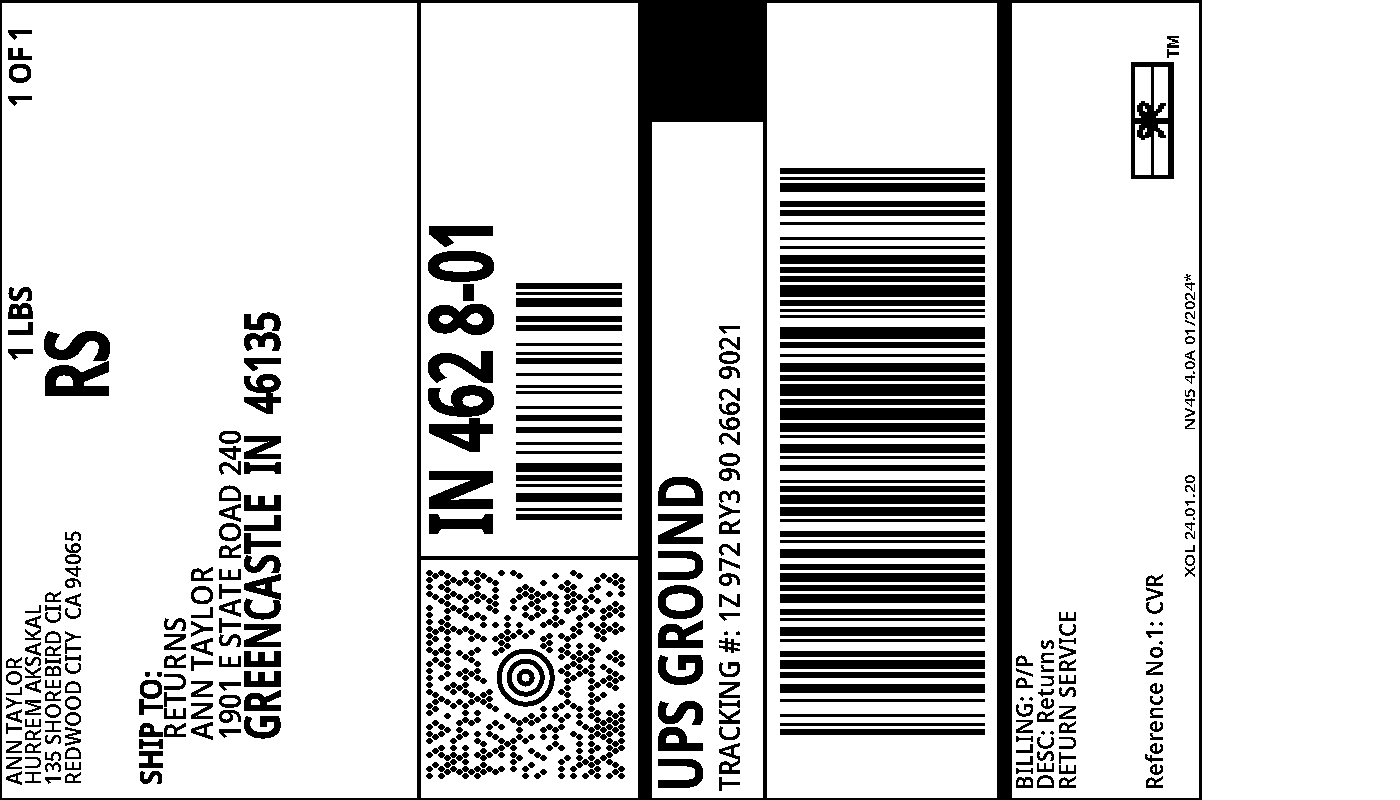 ANN TAYLOR
HURREM AKSAKAL
135 SHOREBIRD CIR
REDWOOD CITY CA 94065
1 LBS
1 OF 1
RS
SHIP TO:
RETURNS
ANN TAYLOR
1901 E STATE ROAD 240
GREENCASTLE IN 46135
IN 462 8-01
UPS GROUND
TRACKING #: 1Z 972 RY3 90 2662 9021
BILLING: P/P
DESC: Returns
RETURN SERVICE
Reference No.1: CVR
XOL 24.01.20 NV45 4.0A 01/2024*
TM